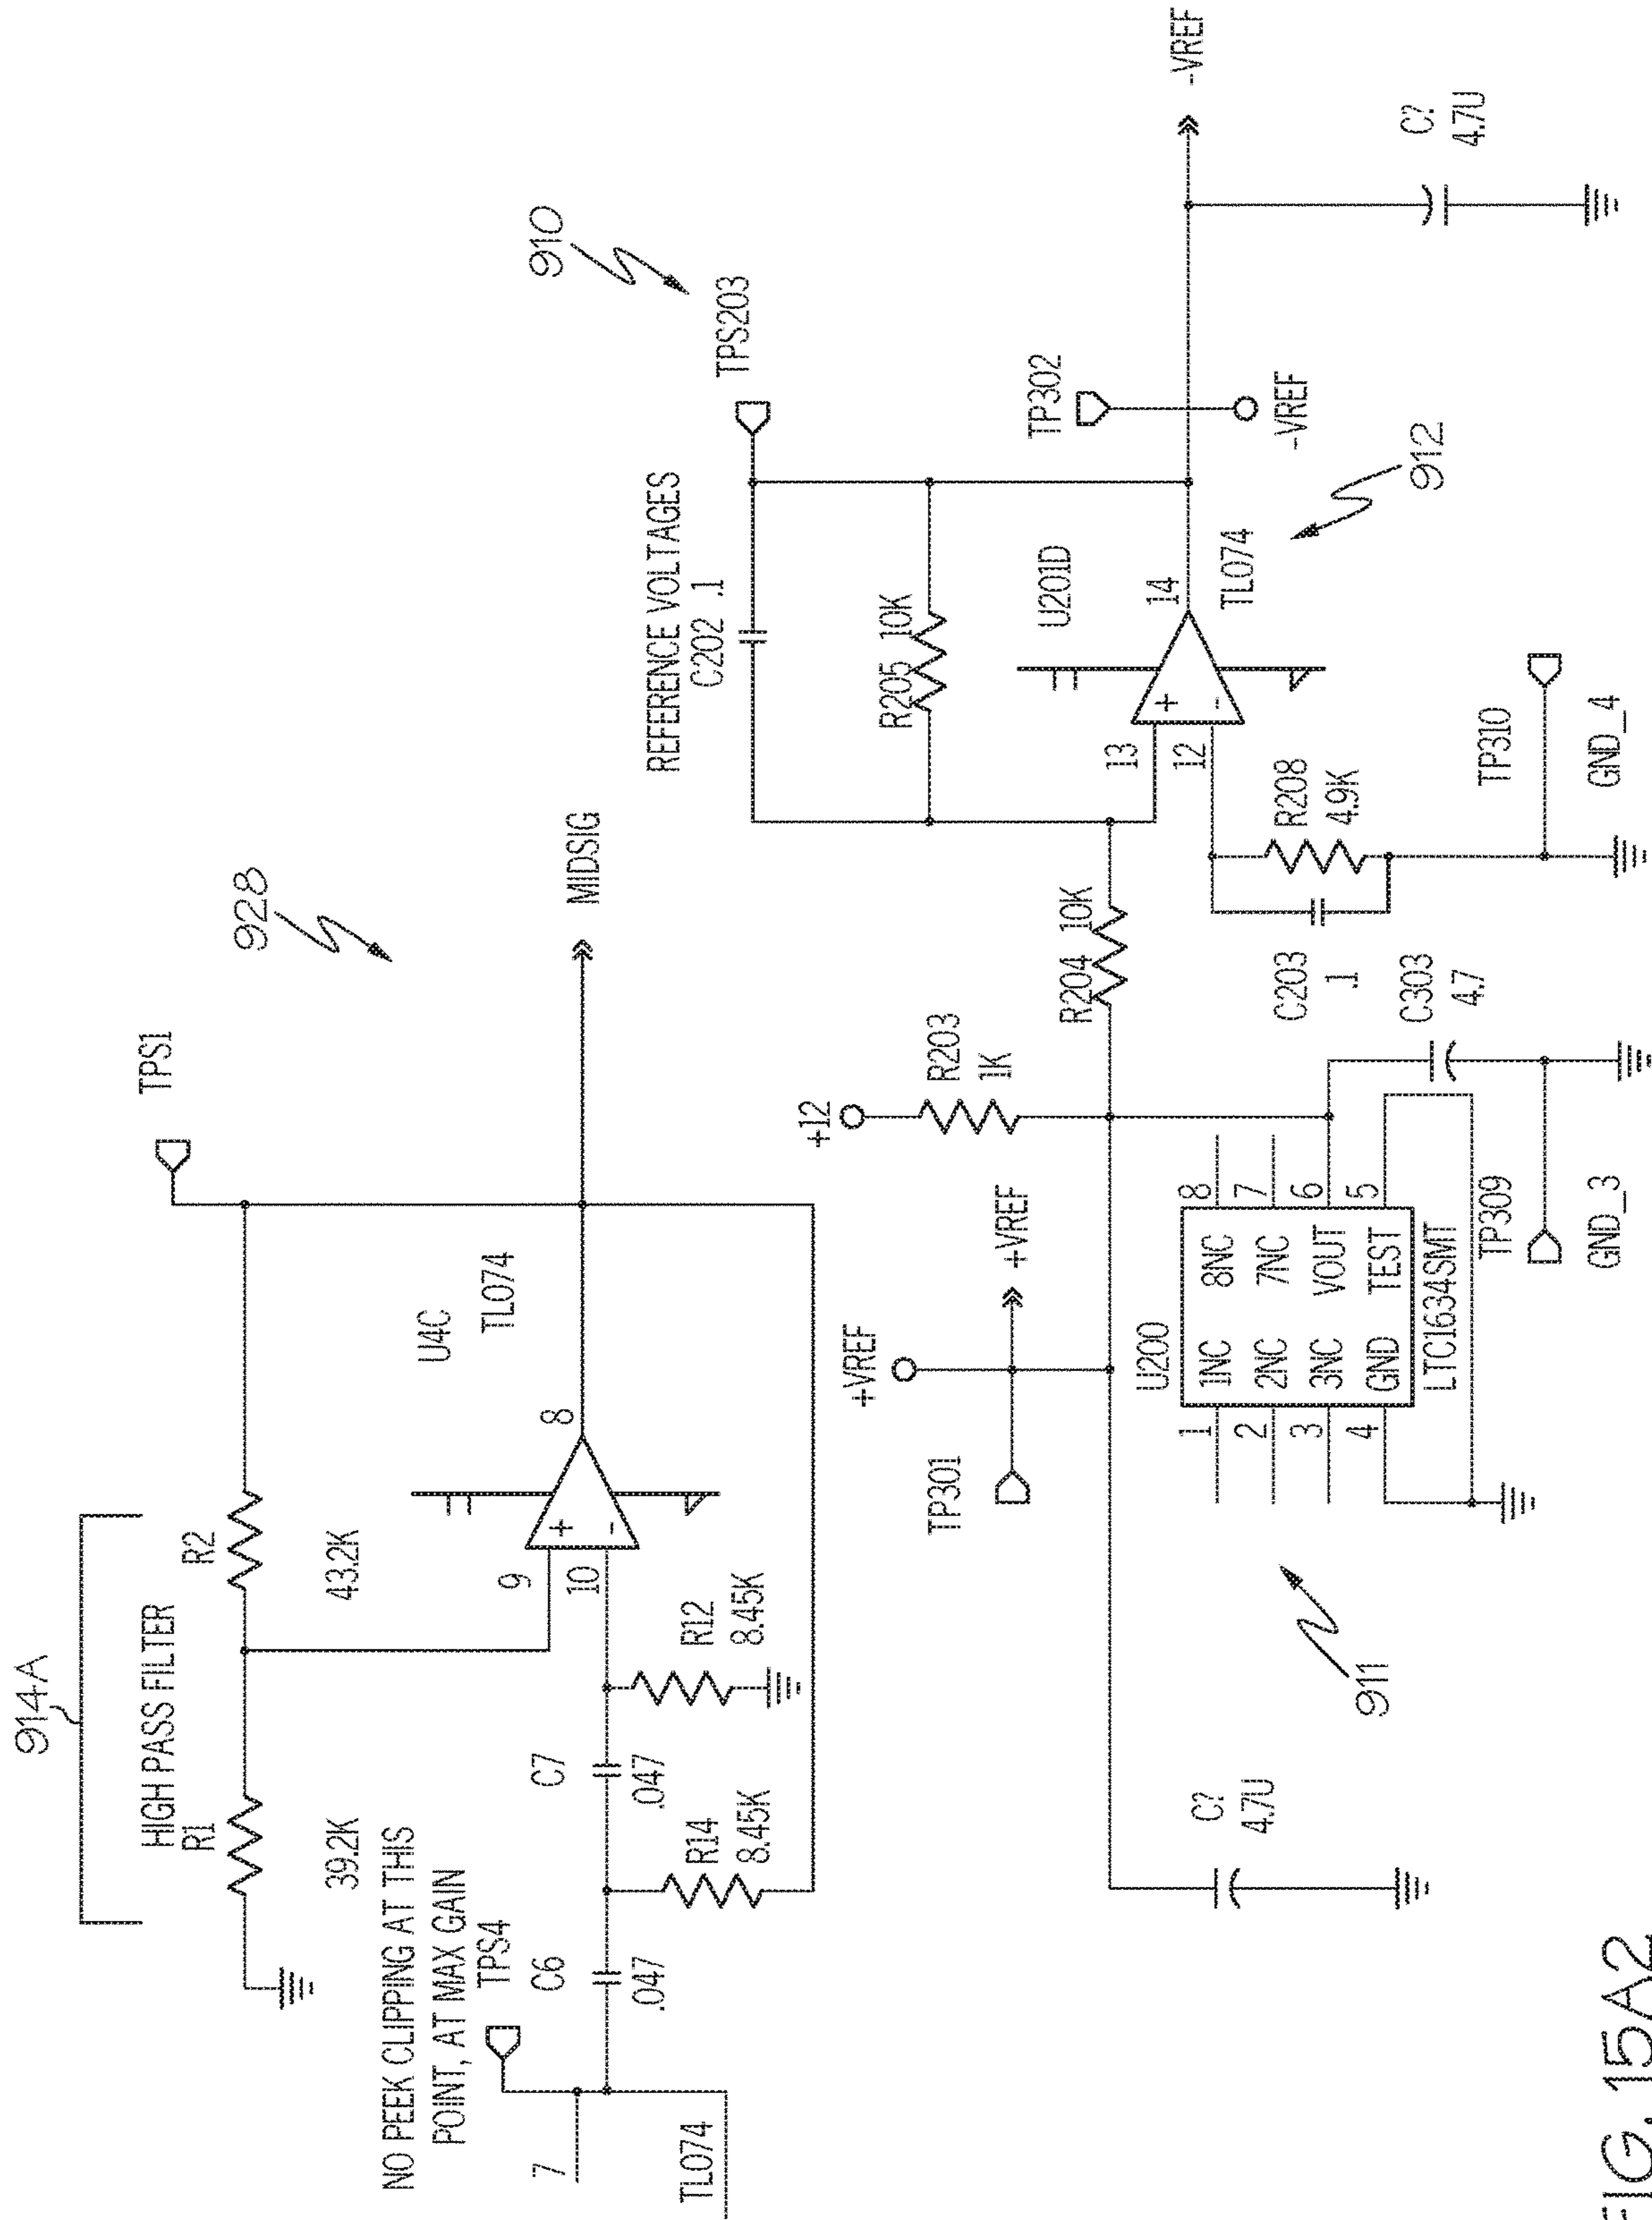 914A
HIGH PASS FILTER
R1
39.2K
R2
43.2K
TPS1
928
NO PEEK CLIPPING AT THIS
POINT, AT MAX GAIN
TPS4
7
TL074
C6
.047
C7
.047
R14
8.45K
R12
8.45K
9
10
+
-
8
U4C
TL074
MIDSIG
910
REFERENCE VOLTAGES
C202 .1
TPS203
R205 10K
U201D
13
12
+
-
14
TL074
912
TP302
-VREF
-VREF
C?
4.7U
+12
R203
1K
R204 10K
+VREF
+VREF
TP301
C203
.1
R208
4.9K
TP310
GND_4
C303
4.7
U200
1
2
3
4
1NC 8NC
2NC 7NC
3NC VOUT
GND TEST
8
7
6
5
LTC1634SMT
TP309
GND_3
911
C?
4.7U
FIG. 15A2